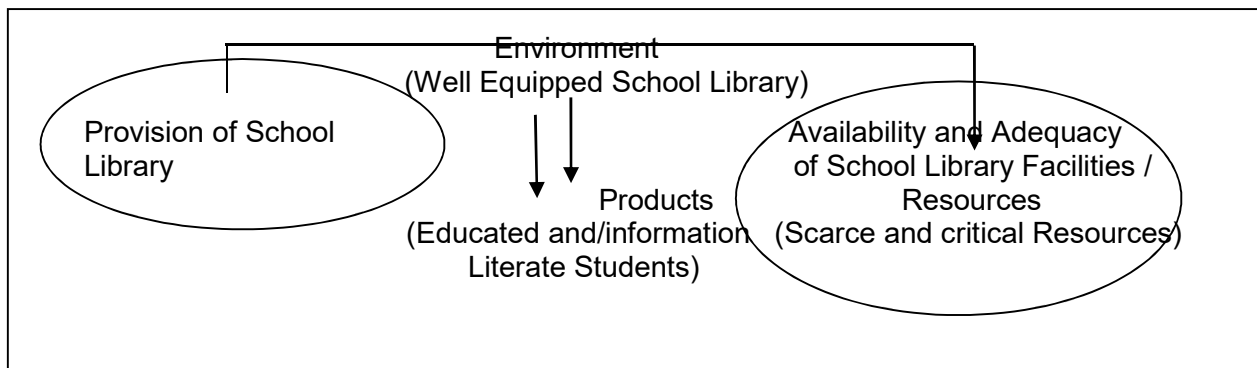 Environment
(Well Equipped School Library)
Provision of School
Library
Availability and Adequacy
of School Library Facilities /
Resources
(Scarce and critical Resources)
Products
(Educated and/information
Literate Students)